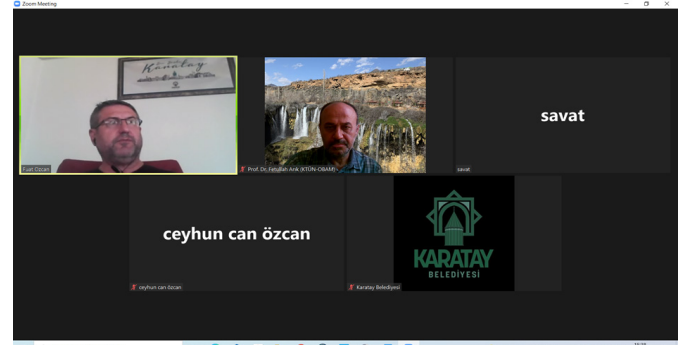 Zoom Meeting
Karatay
Fuat Özcan
Prof. Dr. Fetullah Arık (KTÜN-OBAM)
savat
savat
ceyhun can özcan
ceyhun can özcan
KARATAY
BELEDİYESİ
Karatay Belediyesi